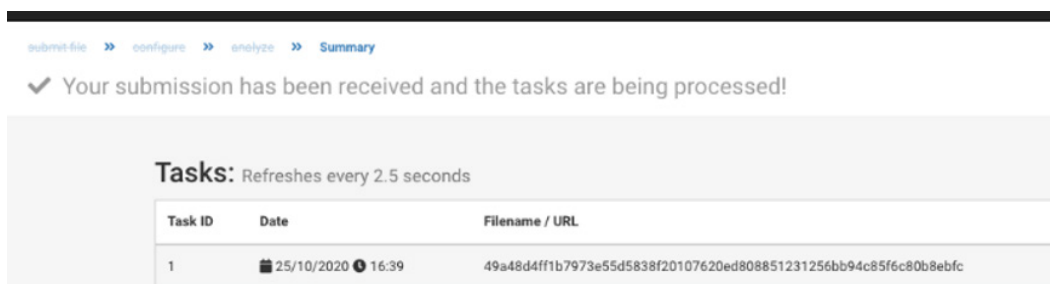 submit file » configure » analyze » Summary
✔ Your submission has been received and the tasks are being processed!
Tasks: Refreshes every 2.5 seconds
Task ID Date Filename / URL
1 25/10/2020 16:39 49a48d4ff1b7973e55d5838f20107620ed808851231256bb94c85f6c80b8ebfc